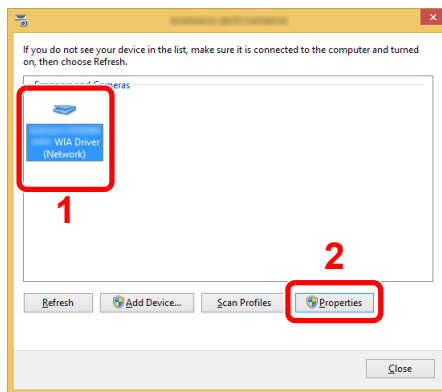 If you do not see your device in the list, make sure it is connected to the computer and turned
on, then choose Refresh.
Scanners and Cameras
WIA Driver
(Network)
1
2
Refresh
Add Device...
Scan Profiles
Properties
Close